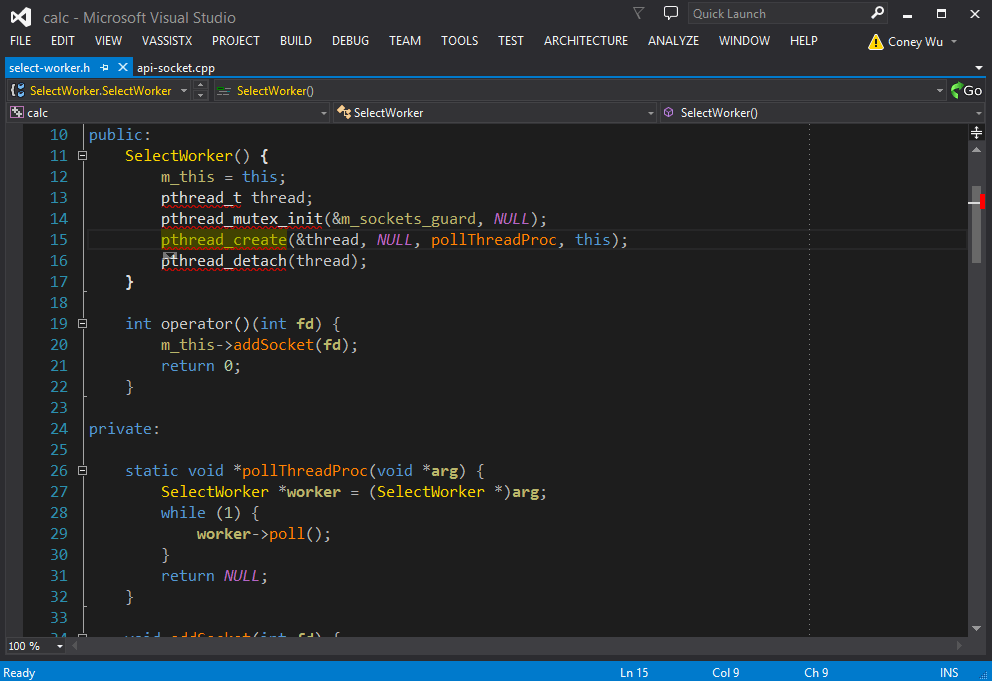 calc - Microsoft Visual Studio
Quick Launch
FILE EDIT VIEW VASSISTX PROJECT BUILD DEBUG TEAM TOOLS TEST ARCHITECTURE ANALYZE WINDOW HELP Coney Wu
select-worker.h api-socket.cpp
SelectWorker.SelectWorker SelectWorker() Go
calc SelectWorker SelectWorker()
10 public:
11 SelectWorker() {
12 m_this = this;
13 pthread_t thread;
14 pthread_mutex_init(&m_sockets_guard, NULL);
15 pthread_create(&thread, NULL, pollThreadProc, this);
16 pthread_detach(thread);
17 }
18
19 int operator()(int fd) {
20 m_this->addSocket(fd);
21 return 0;
22 }
23
24 private:
25
26 static void *pollThreadProc(void *arg) {
27 SelectWorker *worker = (SelectWorker *)arg;
28 while (1) {
29 worker->poll();
30 }
31 return NULL;
32 }
33
34 void addSocket(int fd) {
100 %
Ready Ln 15 Col 9 Ch 9 INS